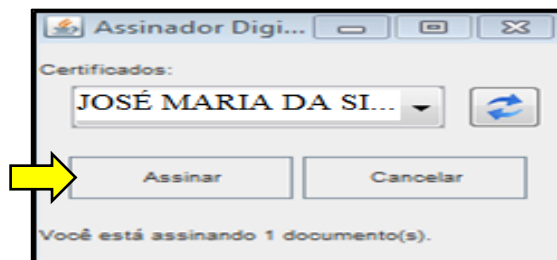 Assinador Digi...
Certificados:
JOSÉ MARIA DA SI...
Assinar Cancelar
Você está assinando 1 documento(s).